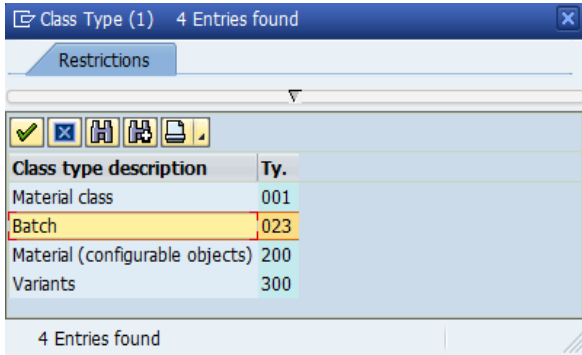 Class Type (1) 4 Entries found
Restrictions
Class type description Ty.
Material class 001
Batch 023
Material (configurable objects) 200
Variants 300
4 Entries found